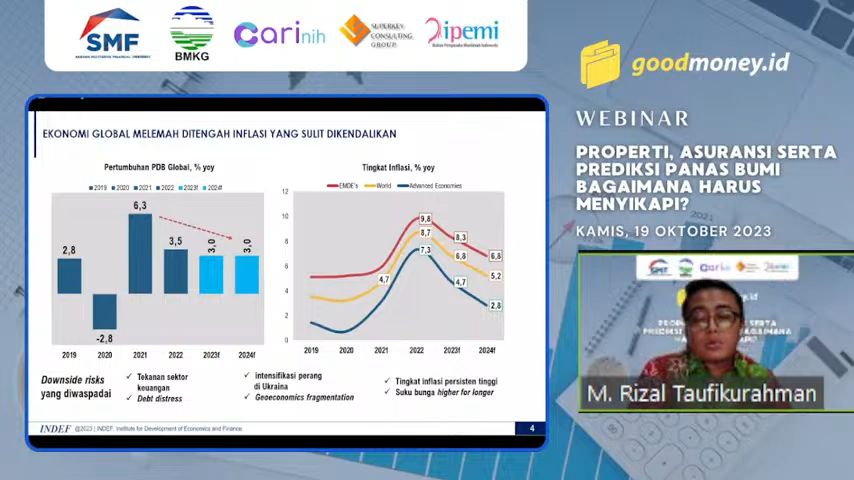 SMF
BMKG
Carinih
SUPERKEY
CONSULTING
GROUP
Dipemi
goodmoney.id
WEBINAR
PROPERTI, ASURANSI SERTA
PREDIKSI PANAS BUMI
BAGAIMANA HARUS
MENYIKAPI?
KAMIS, 19 OKTOBER 2023
EKONOMI GLOBAL MELEMAH DITENGAH INFLASI YANG SULIT DIKENDALIKAN
Pertumbuhan PDB Global, % yoy
2019 2020 2021 2022 2023f 2024f
2,8
-2,8
6,3
3,5
3,0
3,0
2019 2020 2021 2022 2023f 2024f
Tingkat Inflasi, % yoy
EMDE's World Advanced Economies
12
10
8
6
4
2
0
9,8
8,7
7,3
4,7
8,3
6,8
4,7
6,8
5,2
2,8
2019 2020 2021 2022 2023f 2024f
Downside risks
yang diwaspadai
✓ Tekanan sektor
keuangan
✓ Debt distress
✓ intensifikasi perang
di Ukraina
✓ Geoeconomics fragmentation
✓ Tingkat inflasi persisten tinggi
✓ Suku bunga higher for longer
INDEF @2023 | INDEF. Institute for Development of Economics and Finance.
4
M. Rizal Taufikurahman